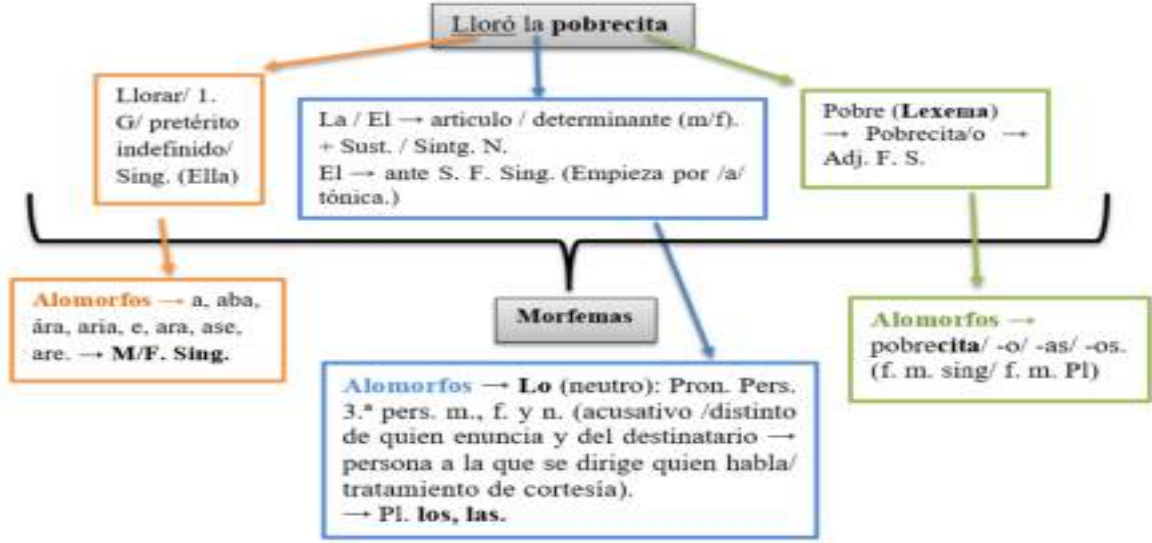 Lloró la pobrecita
Llorar/ 1.
G/ pretérito
indefinido/
Sing. (Ella)
La / El → articulo / determinante (m/f).
+ Sust. / Sintg. N.
El → ante S. F. Sing. (Empieza por /a/
tónica.)
Pobre (Lexema)
→ Pobrecita/o →
Adj. F. S.
Alomorfos → a, aba,
ára, aria, e, ara, ase,
are. → M/F. Sing.
Morfemas
Alomorfos →
pobrecita/ -o/ -as/ -os.
(f. m. sing/ f. m. Pl)
Alomorfos → Lo (neutro): Pron. Pers.
3.ª pers. m., f. y n. (acusativo /distinto
de quien enuncia y del destinatario →
persona a la que se dirige quien habla/
tratamiento de cortesía).
→ Pl. los, las.